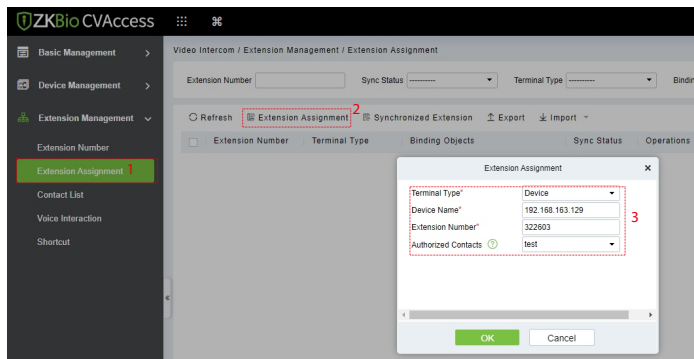 ZKBio CVAccess
Basic Management
Device Management
Extension Management
Extension Number
Extension Assignment 1
Contact List
Voice Interaction
Shortcut
Video Intercom / Extension Management / Extension Assignment
Extension Number Sync Status ---------- Terminal Type ---------- Bindin
Refresh Extension Assignment 2 Synchronized Extension Export Import
Extension Number Terminal Type Binding Objects Sync Status Operations
Extension Assignment ×
Terminal Type* Device
Device Name* 192.168.163.129
Extension Number* 322603
3
Authorized Contacts ? test
OK Cancel